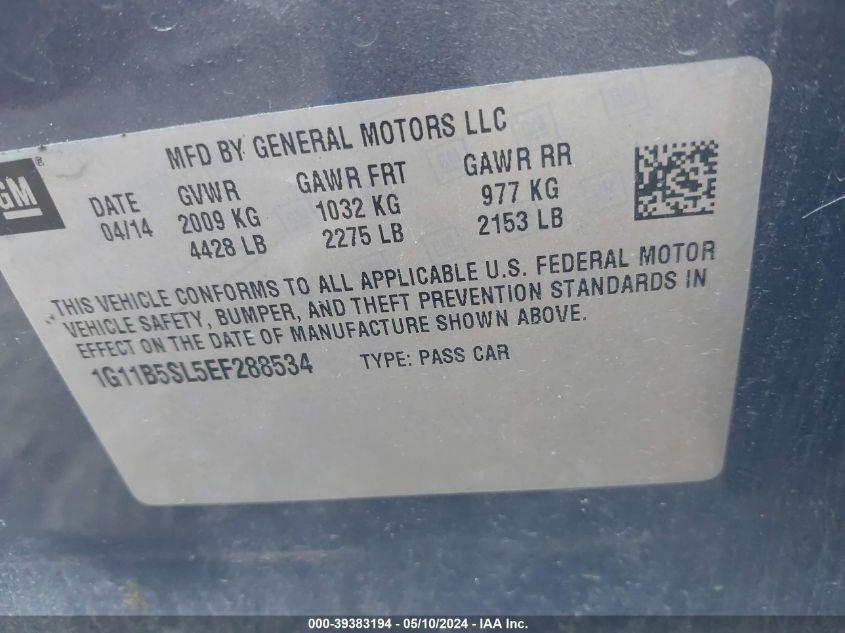 MFD BY GENERAL MOTORS LLC
GM ®
DATE GVWR GAWR FRT GAWR RR
04/14 2009 KG 1032 KG 977 KG
4428 LB 2275 LB 2153 LB
THIS VEHICLE CONFORMS TO ALL APPLICABLE U.S. FEDERAL MOTOR
VEHICLE SAFETY, BUMPER, AND THEFT PREVENTION STANDARDS IN
EFFECT ON THE DATE OF MANUFACTURE SHOWN ABOVE.
1G11B5SL5EF288534 TYPE: PASS CAR
000-39383194 - 05/10/2024 - IAA Inc.